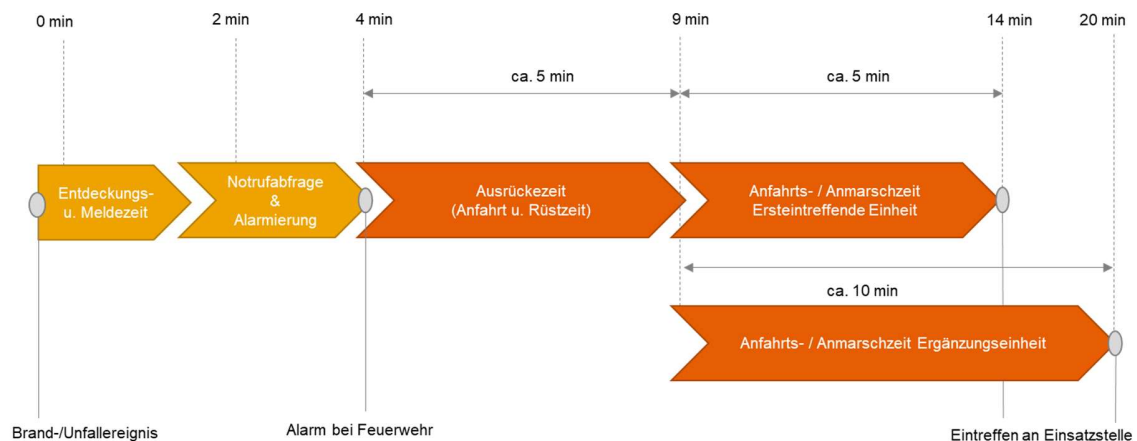 0 min
2 min
4 min
9 min
14 min
20 min
ca. 5 min
ca. 5 min
Entdeckungs-
u. Meldezeit
Notrufabfrage
&
Alarmierung
Ausrückezeit
(Anfahrt u. Rüstzeit)
Anfahrts- / Anmarschzeit
Ersteintreffende Einheit
ca. 10 min
Anfahrts- / Anmarschzeit Ergänzungseinheit
Brand-/Unfallereignis
Alarm bei Feuerwehr
Eintreffen an Einsatzstelle